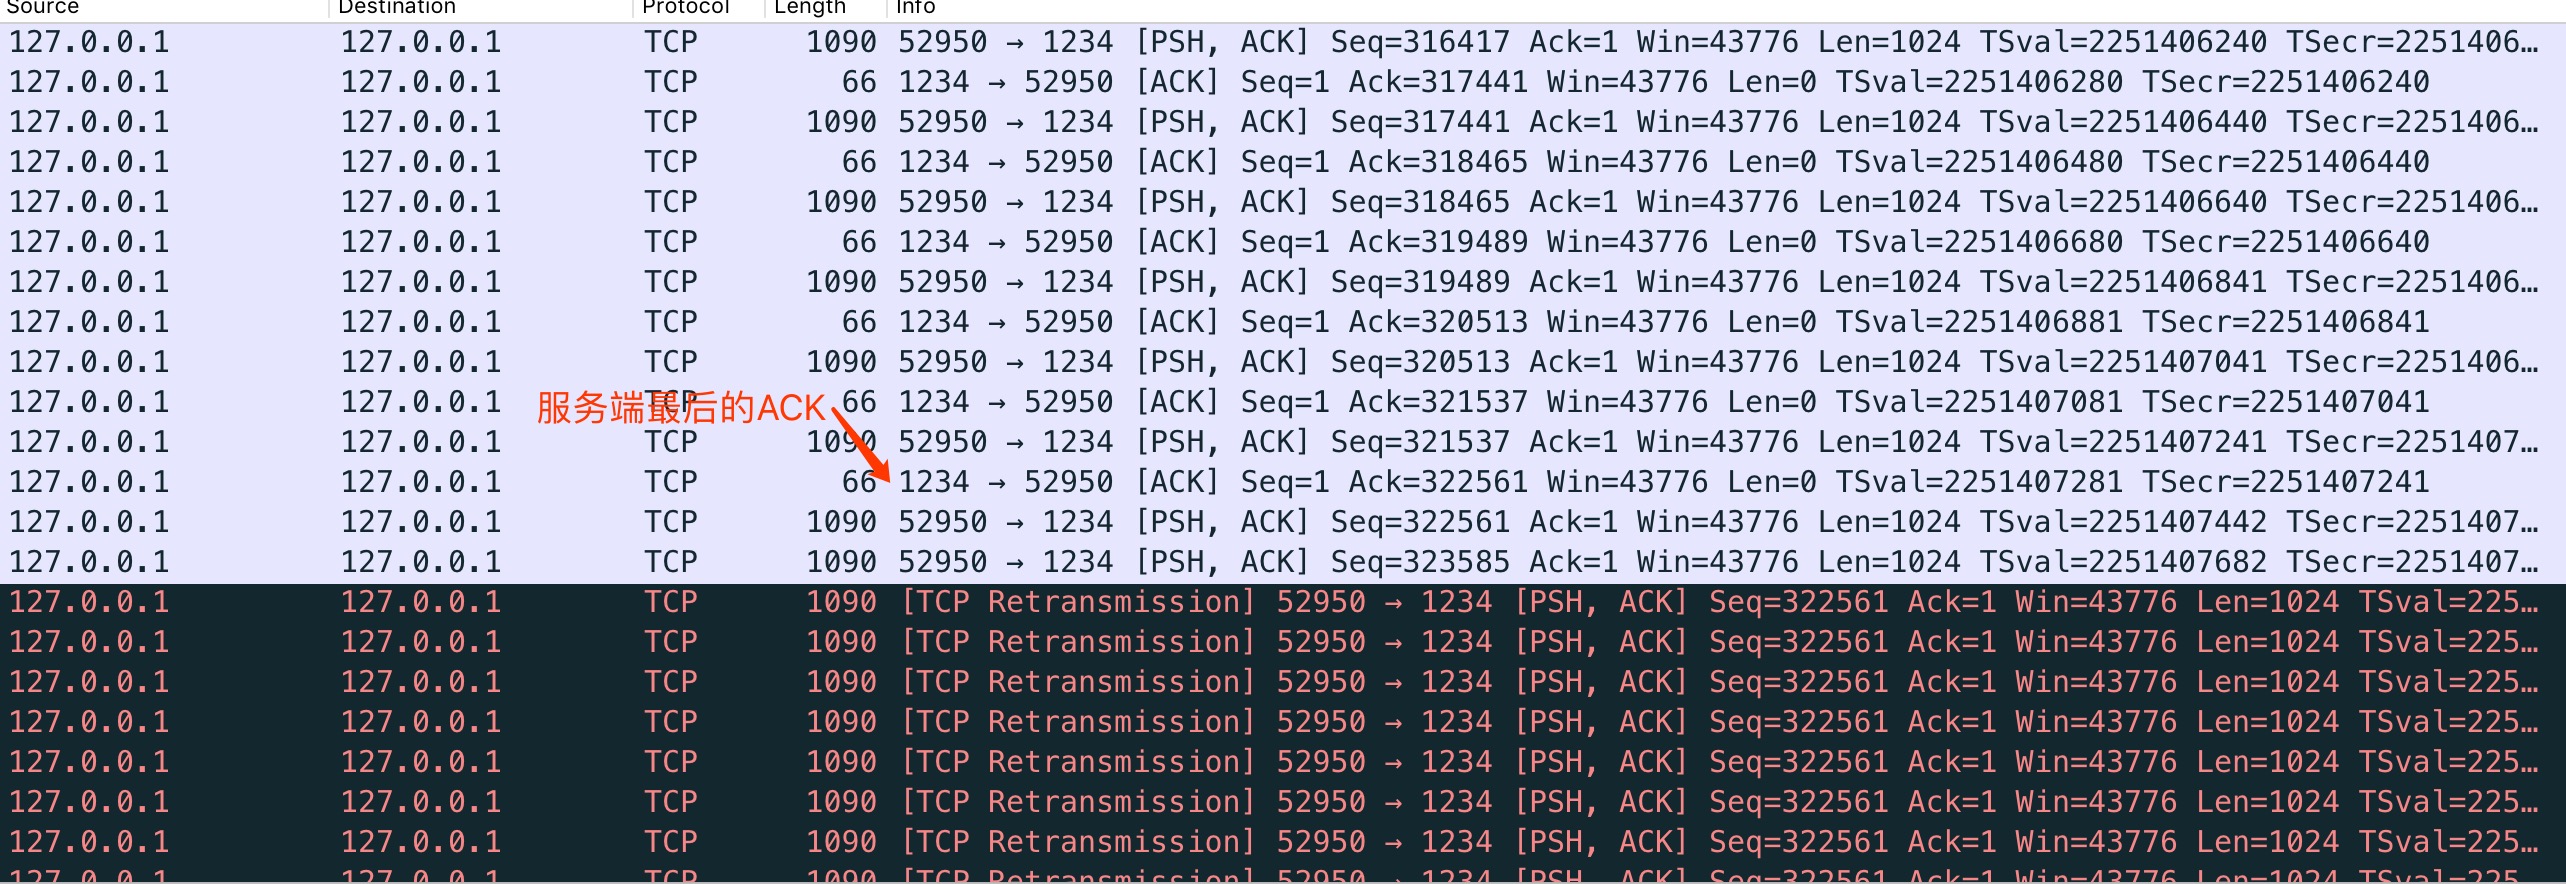 Source Destination Protocol Length Info
127.0.0.1 127.0.0.1 TCP 1090 52950 → 1234 [PSH, ACK] Seq=316417 Ack=1 Win=43776 Len=1024 TSval=2251406240 TSecr=2251406…
127.0.0.1 127.0.0.1 TCP 66 1234 → 52950 [ACK] Seq=1 Ack=317441 Win=43776 Len=0 TSval=2251406280 TSecr=2251406240
127.0.0.1 127.0.0.1 TCP 1090 52950 → 1234 [PSH, ACK] Seq=317441 Ack=1 Win=43776 Len=1024 TSval=2251406440 TSecr=2251406…
127.0.0.1 127.0.0.1 TCP 66 1234 → 52950 [ACK] Seq=1 Ack=318465 Win=43776 Len=0 TSval=2251406480 TSecr=2251406440
127.0.0.1 127.0.0.1 TCP 1090 52950 → 1234 [PSH, ACK] Seq=318465 Ack=1 Win=43776 Len=1024 TSval=2251406640 TSecr=2251406…
127.0.0.1 127.0.0.1 TCP 66 1234 → 52950 [ACK] Seq=1 Ack=319489 Win=43776 Len=0 TSval=2251406680 TSecr=2251406640
127.0.0.1 127.0.0.1 TCP 1090 52950 → 1234 [PSH, ACK] Seq=319489 Ack=1 Win=43776 Len=1024 TSval=2251406841 TSecr=2251406…
127.0.0.1 127.0.0.1 TCP 66 1234 → 52950 [ACK] Seq=1 Ack=320513 Win=43776 Len=0 TSval=2251406881 TSecr=2251406841
127.0.0.1 127.0.0.1 TCP 1090 52950 → 1234 [PSH, ACK] Seq=320513 Ack=1 Win=43776 Len=1024 TSval=2251407041 TSecr=2251406…
127.0.0.1 127.0.0.1 TCP 66 1234 → 52950 [ACK] Seq=1 Ack=321537 Win=43776 Len=0 TSval=2251407081 TSecr=2251407041
服务端最后的ACK
127.0.0.1 127.0.0.1 TCP 1090 52950 → 1234 [PSH, ACK] Seq=321537 Ack=1 Win=43776 Len=1024 TSval=2251407241 TSecr=2251407…
127.0.0.1 127.0.0.1 TCP 66 1234 → 52950 [ACK] Seq=1 Ack=322561 Win=43776 Len=0 TSval=2251407281 TSecr=2251407241
127.0.0.1 127.0.0.1 TCP 1090 52950 → 1234 [PSH, ACK] Seq=322561 Ack=1 Win=43776 Len=1024 TSval=2251407442 TSecr=2251407…
127.0.0.1 127.0.0.1 TCP 1090 52950 → 1234 [PSH, ACK] Seq=323585 Ack=1 Win=43776 Len=1024 TSval=2251407682 TSecr=2251407…
127.0.0.1 127.0.0.1 TCP 1090 [TCP Retransmission] 52950 → 1234 [PSH, ACK] Seq=322561 Ack=1 Win=43776 Len=1024 TSval=225…
127.0.0.1 127.0.0.1 TCP 1090 [TCP Retransmission] 52950 → 1234 [PSH, ACK] Seq=322561 Ack=1 Win=43776 Len=1024 TSval=225…
127.0.0.1 127.0.0.1 TCP 1090 [TCP Retransmission] 52950 → 1234 [PSH, ACK] Seq=322561 Ack=1 Win=43776 Len=1024 TSval=225…
127.0.0.1 127.0.0.1 TCP 1090 [TCP Retransmission] 52950 → 1234 [PSH, ACK] Seq=322561 Ack=1 Win=43776 Len=1024 TSval=225…
127.0.0.1 127.0.0.1 TCP 1090 [TCP Retransmission] 52950 → 1234 [PSH, ACK] Seq=322561 Ack=1 Win=43776 Len=1024 TSval=225…
127.0.0.1 127.0.0.1 TCP 1090 [TCP Retransmission] 52950 → 1234 [PSH, ACK] Seq=322561 Ack=1 Win=43776 Len=1024 TSval=225…
127.0.0.1 127.0.0.1 TCP 1090 [TCP Retransmission] 52950 → 1234 [PSH, ACK] Seq=322561 Ack=1 Win=43776 Len=1024 TSval=225…